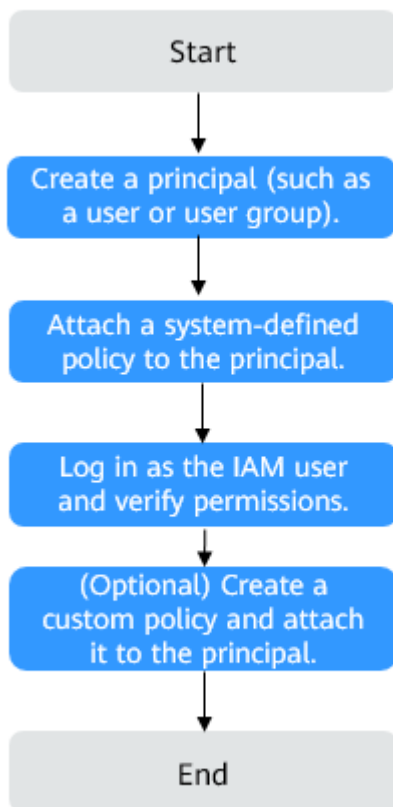 Start
Create a principal (such as
a user or user group).
Attach a system-defined
policy to the principal.
Log in as the IAM user
and verify permissions.
(Optional) Create a
custom policy and attach
it to the principal.
End